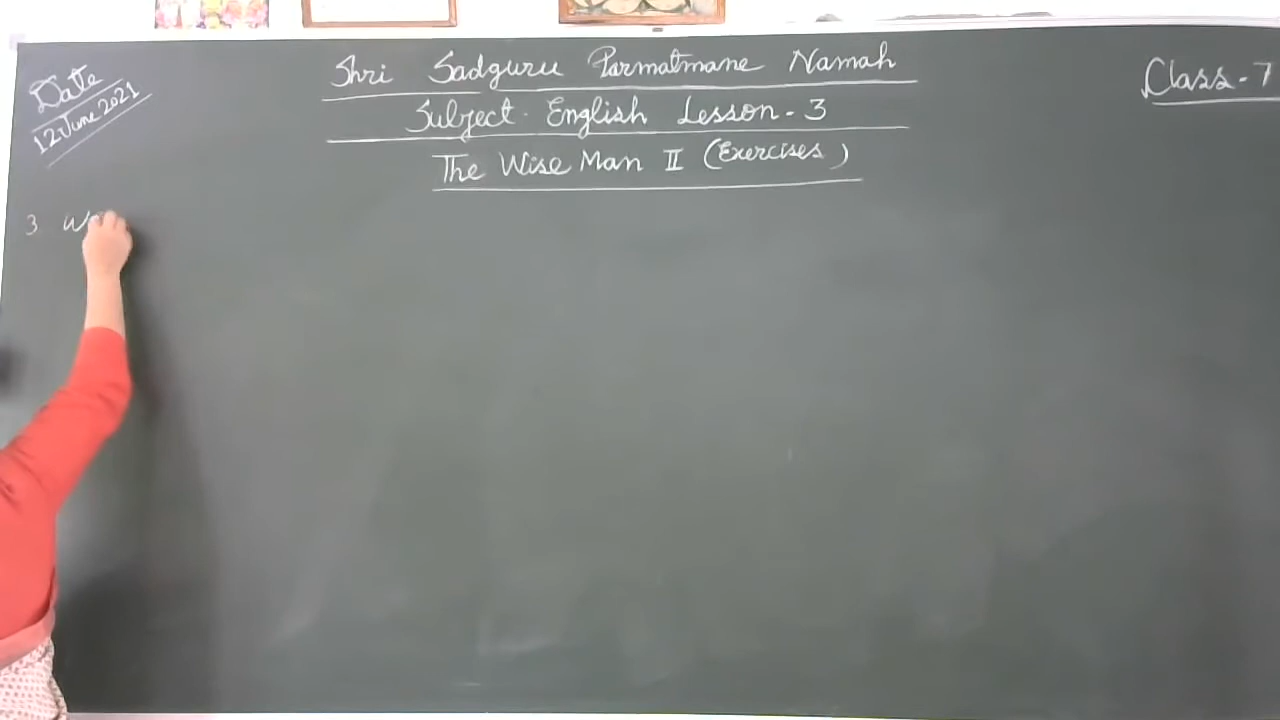 Date
12 June 2021
Shri Sadguru Parmatmane Namah
Class-7
Subject- English Lesson-3
The Wise Man II (Exercises)
3